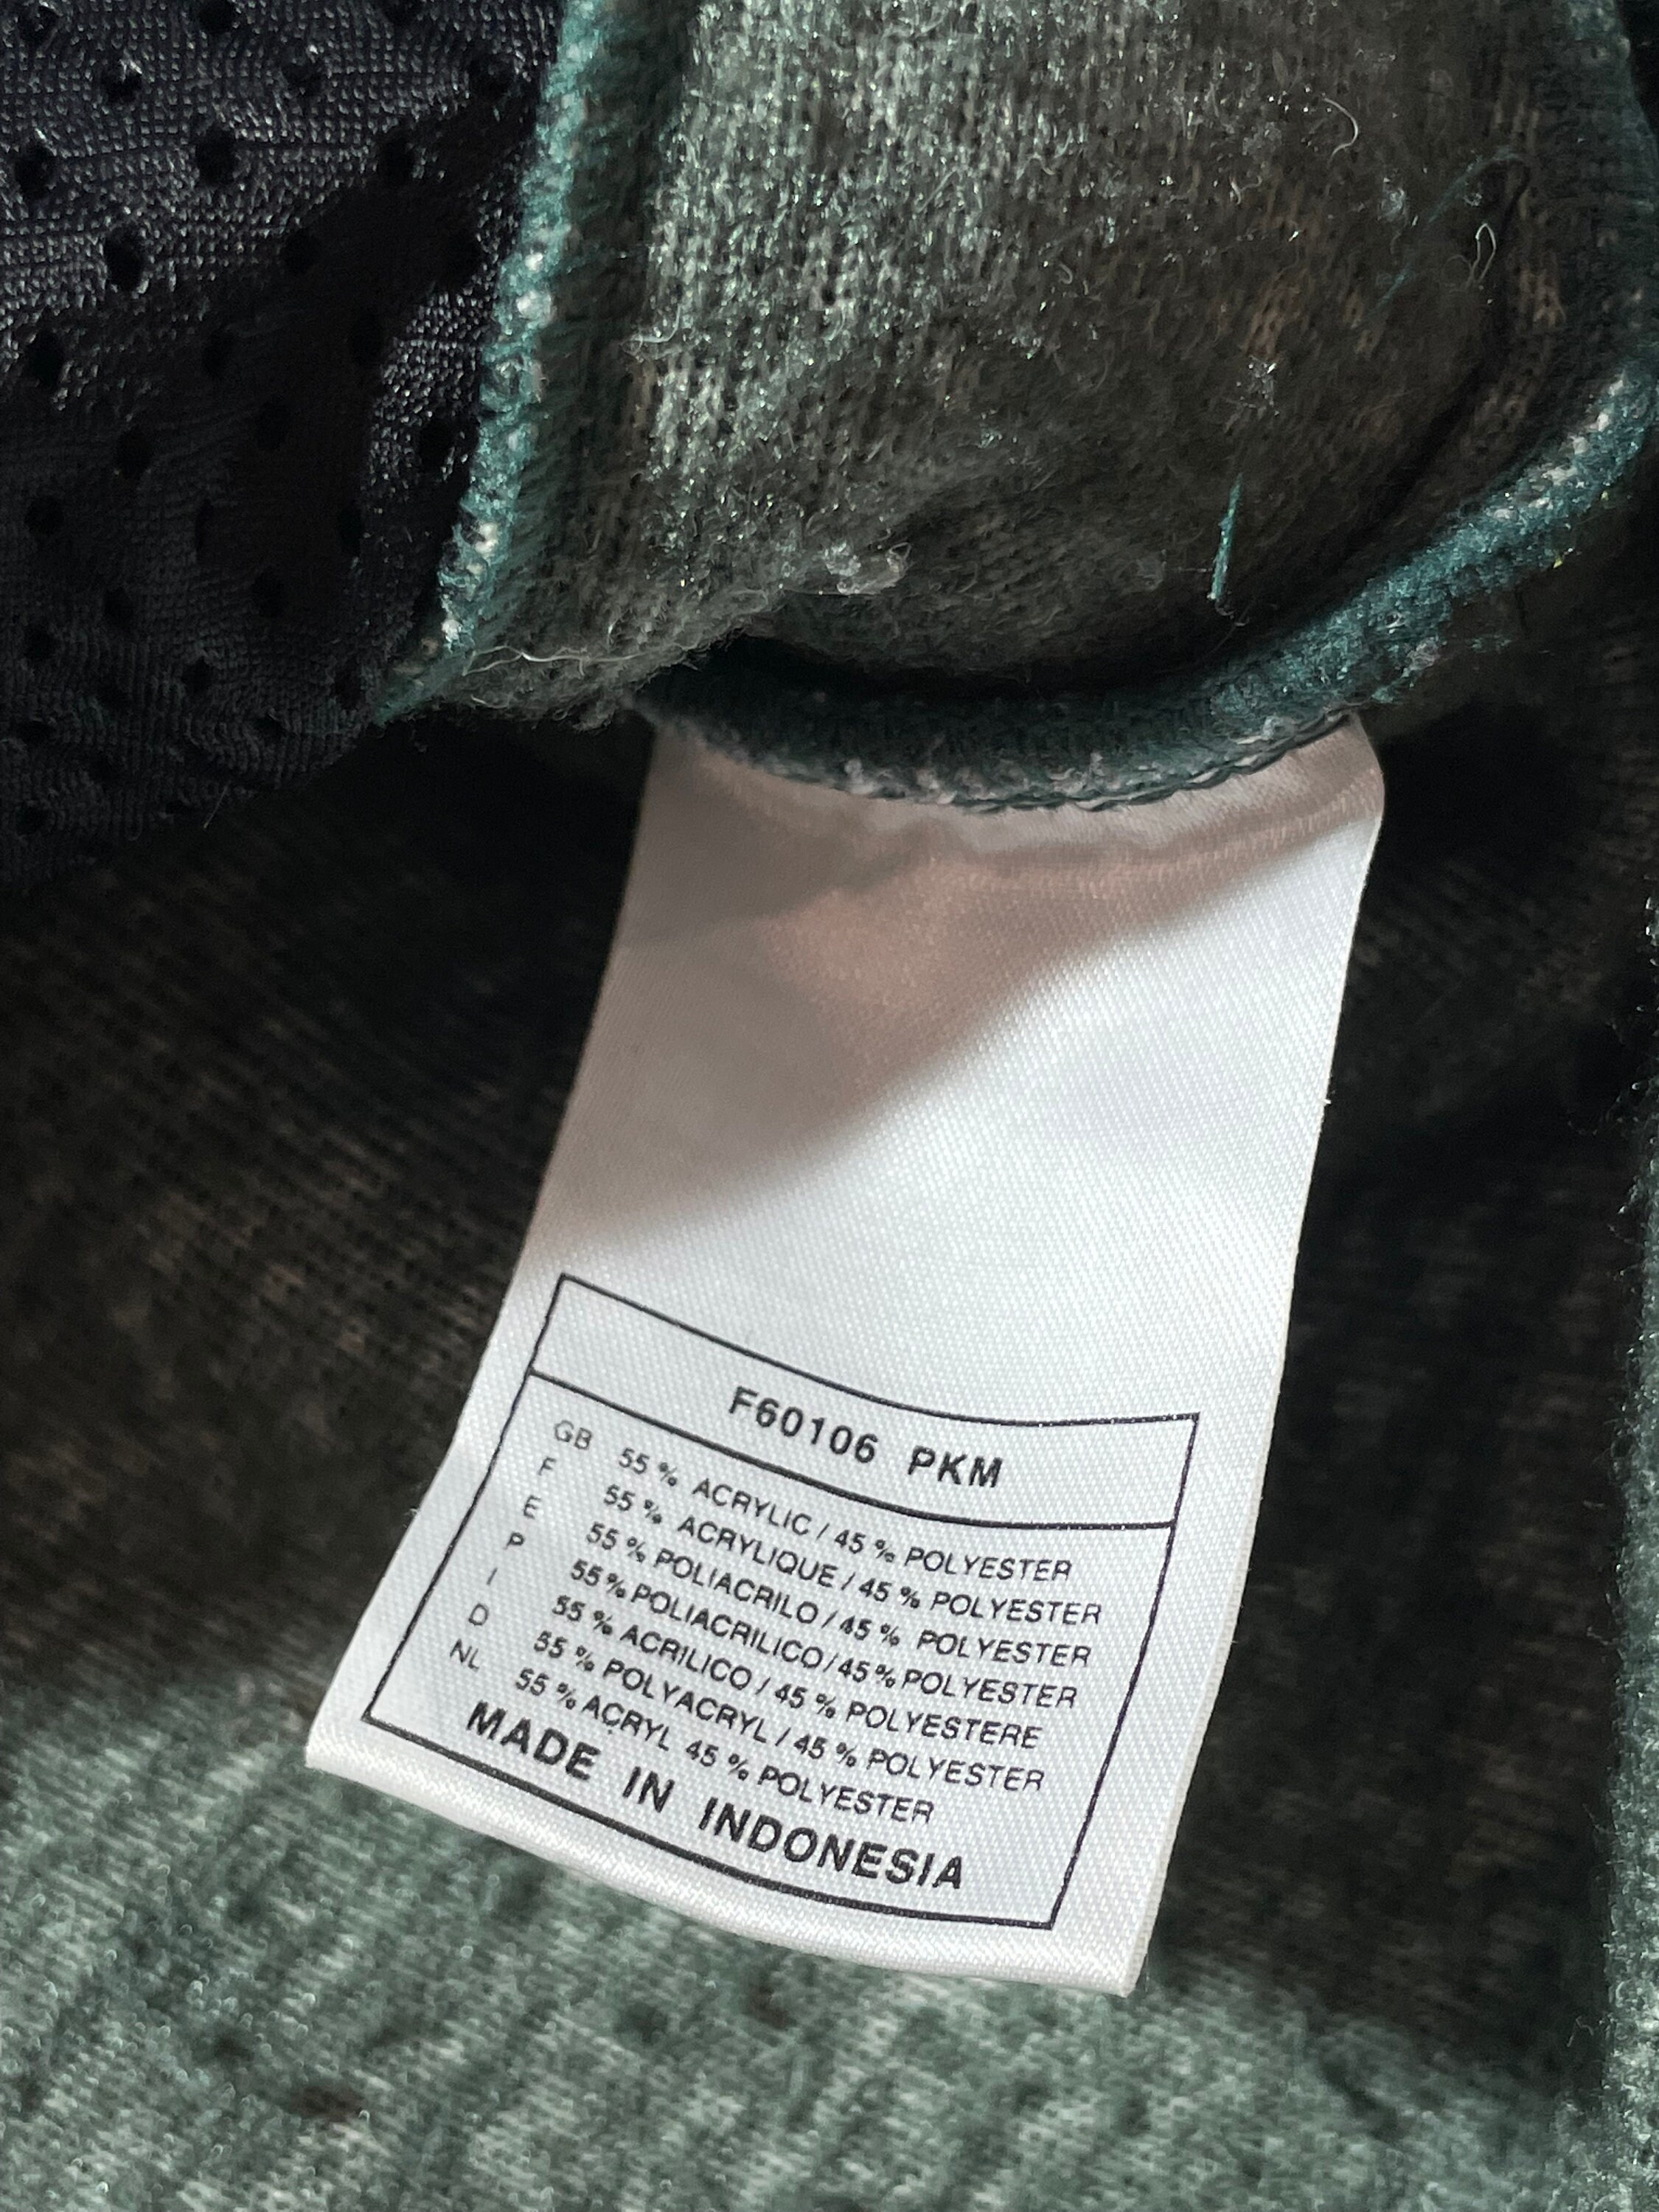 F60106 PKM
GB 55 % ACRYLIC / 45 % POLYESTER
F 55 % ACRYLIQUE / 45 % POLYESTER
E 55 % POLIACRILO / 45 % POLYESTER
P 55 % POLIACRILICO / 45 % POLYESTER
I 55 % ACRILICO / 45 % POLYESTERE
D 55 % POLYACRYL / 45 % POLYESTER
NL 55 % ACRYL 45 % POLYESTER
MADE IN INDONESIA